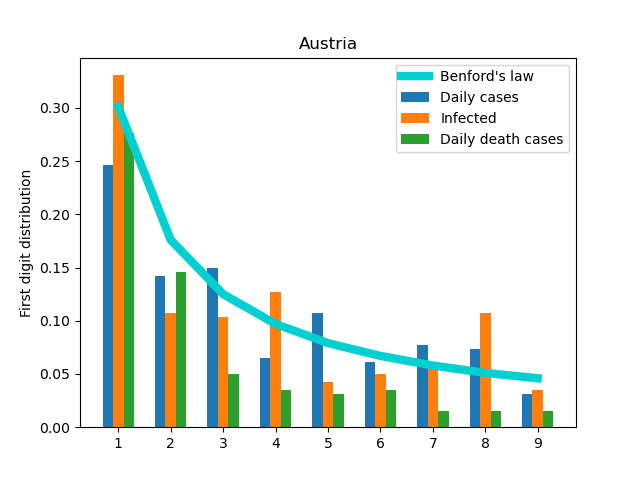 Austria
Benford's law
Daily cases
Infected
Daily death cases
First digit distribution
0.30
0.25
0.20
0.15
0.10
0.05
0.00
1 2 3 4 5 6 7 8 9